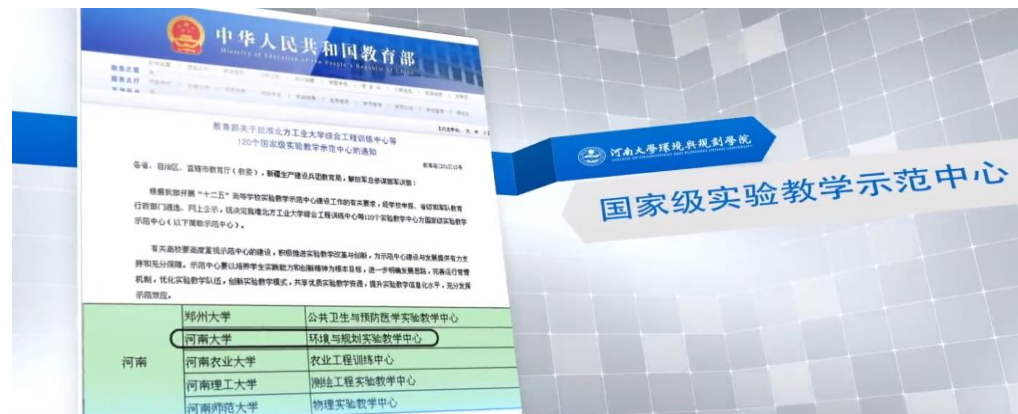 中华人民共和国教育部
Ministry of Education of the People's Republic of China
教育部关于批准北方工业大学综合工程训练中心等
120个国家级实验教学示范中心的通知
各省、自治区、直辖市教育厅（教委），新疆生产建设兵团教育局，解放军总参谋部军训部：
根据我部开展“十二五”高等学校实验教学示范中心建设工作的有关要求，经学校申报、省级和军队教育
行政部门遴选、网上公示，现决定批准北方工业大学综合工程训练中心等120个实验教学中心为国家级实验教学
示范中心（以下简称示范中心）。
有关高校要高度重视示范中心的建设，积极推进实验教学改革与创新，为示范中心建设与发展提供有力支
持和充分保障。示范中心要以培养学生实践能力和创新精神为根本目标，进一步明确发展思路，完善运行管理
机制，优化实验教学队伍，创新实验教学模式，共享优质实验教学资源，提升实验教学信息化水平，充分发挥
示范效应。
郑州大学 公共卫生与预防医学实验教学中心
河南大学 环境与规划实验教学中心
河南 河南农业大学 农业工程训练中心
河南理工大学 测绘工程实验教学中心
河南师范大学 物理实验教学中心
河南大學環境與規劃學院
国家级实验教学示范中心